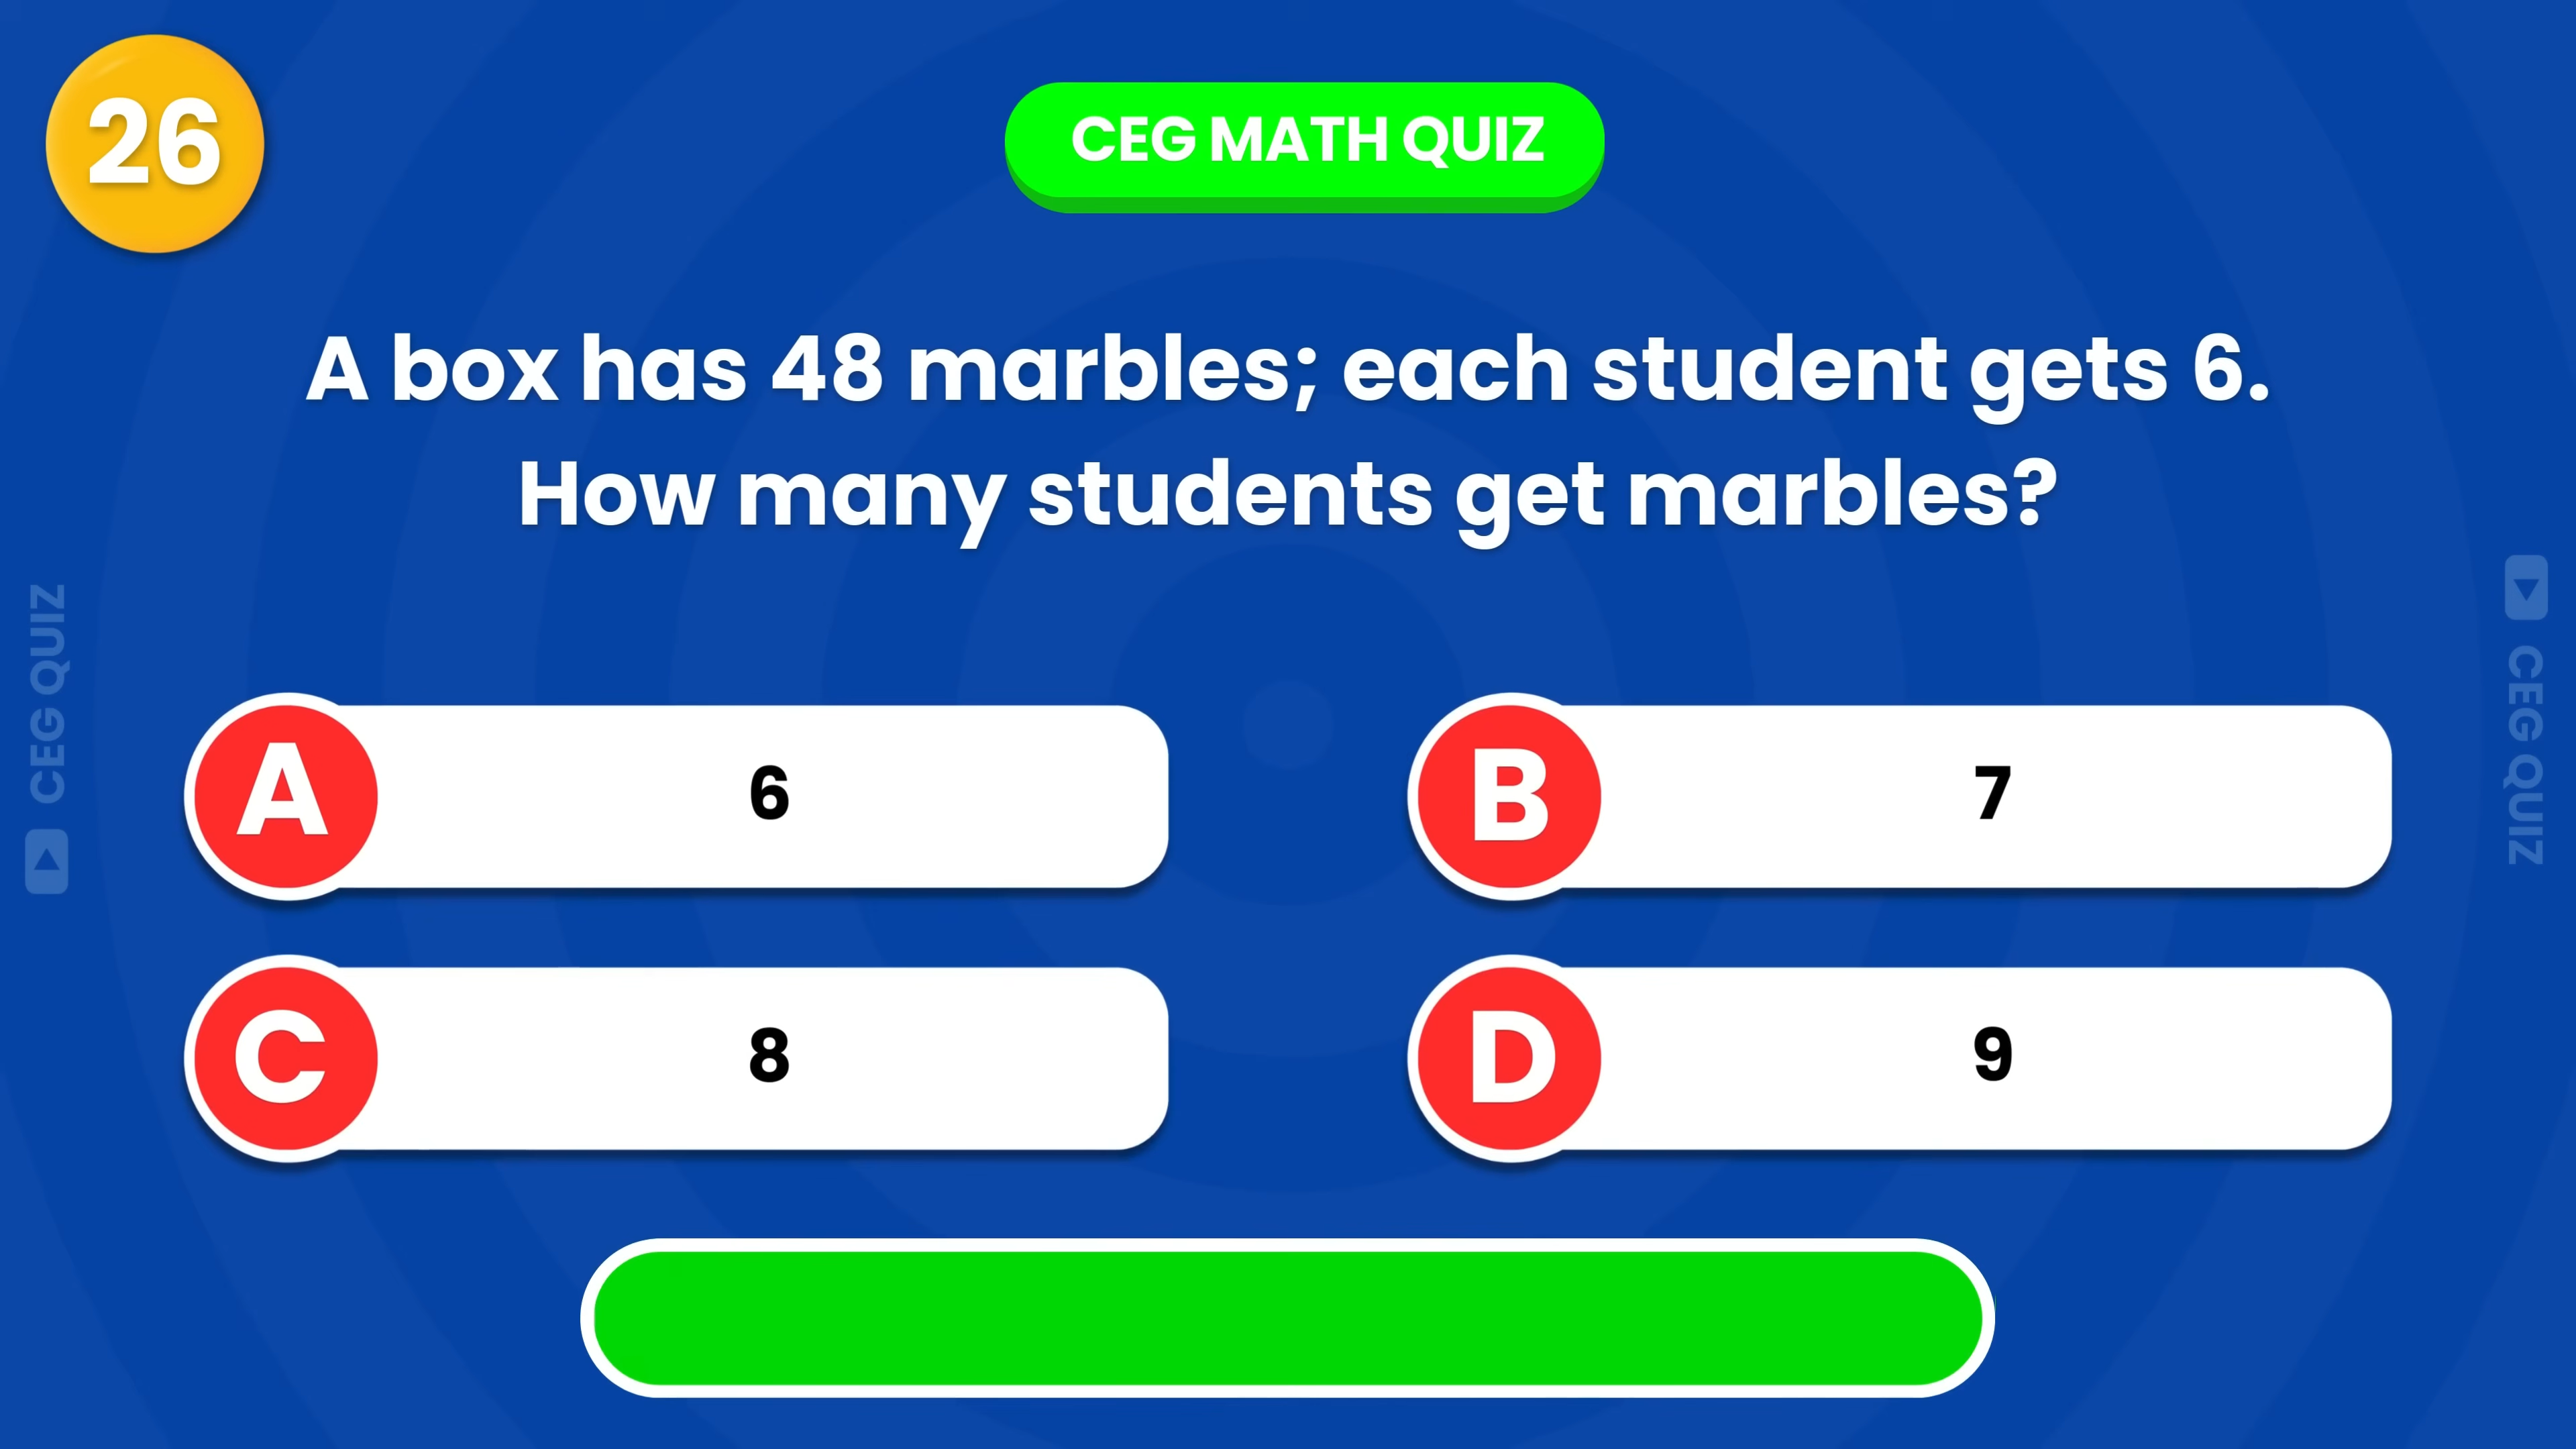 26
CEG MATH QUIZ
A box has 48 marbles; each student gets 6.
How many students get marbles?
CEG QUIZ
CEG QUIZ
A 6
B 7
C 8
D 9